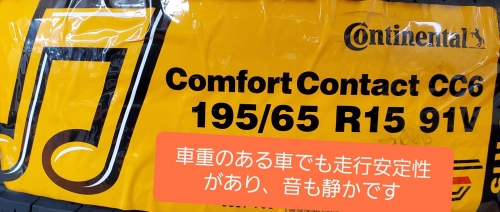 Continental
Comfort Contact CC6
195/65 R15 91V
車重のある車でも走行安定性
があり、音も静かです